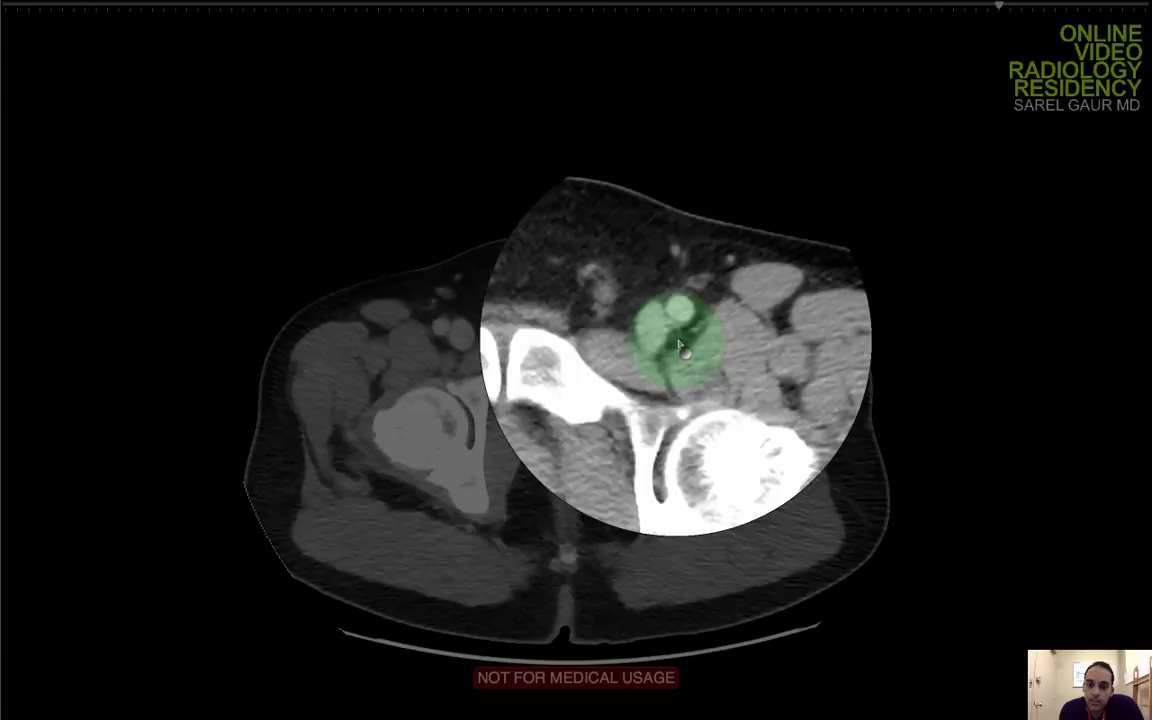 ONLINE
VIDEO
RADIOLOGY
RESIDENCY
SAREL GAUR MD
NOT FOR MEDICAL USAGE